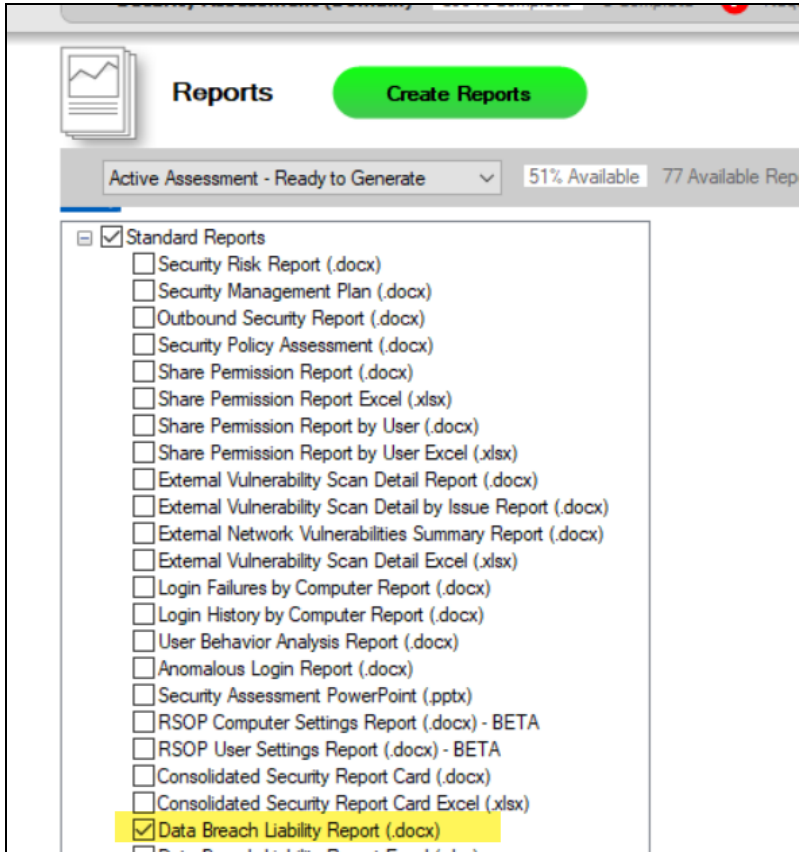 Reports
Create Reports
Active Assessment - Ready to Generate
51% Available
77 Available Rep
Standard Reports
Security Risk Report (.docx)
Security Management Plan (.docx)
Outbound Security Report (.docx)
Security Policy Assessment (.docx)
Share Permission Report (.docx)
Share Permission Report Excel (.xlsx)
Share Permission Report by User (.docx)
Share Permission Report by User Excel (.xlsx)
External Vulnerability Scan Detail Report (.docx)
External Vulnerability Scan Detail by Issue Report (.docx)
External Network Vulnerabilities Summary Report (.docx)
External Vulnerability Scan Detail Excel (.xlsx)
Login Failures by Computer Report (.docx)
Login History by Computer Report (.docx)
User Behavior Analysis Report (.docx)
Anomalous Login Report (.docx)
Security Assessment PowerPoint (.pptx)
RSOP Computer Settings Report (.docx) - BETA
RSOP User Settings Report (.docx) - BETA
Consolidated Security Report Card (.docx)
Consolidated Security Report Card Excel (.xlsx)
Data Breach Liability Report (.docx)